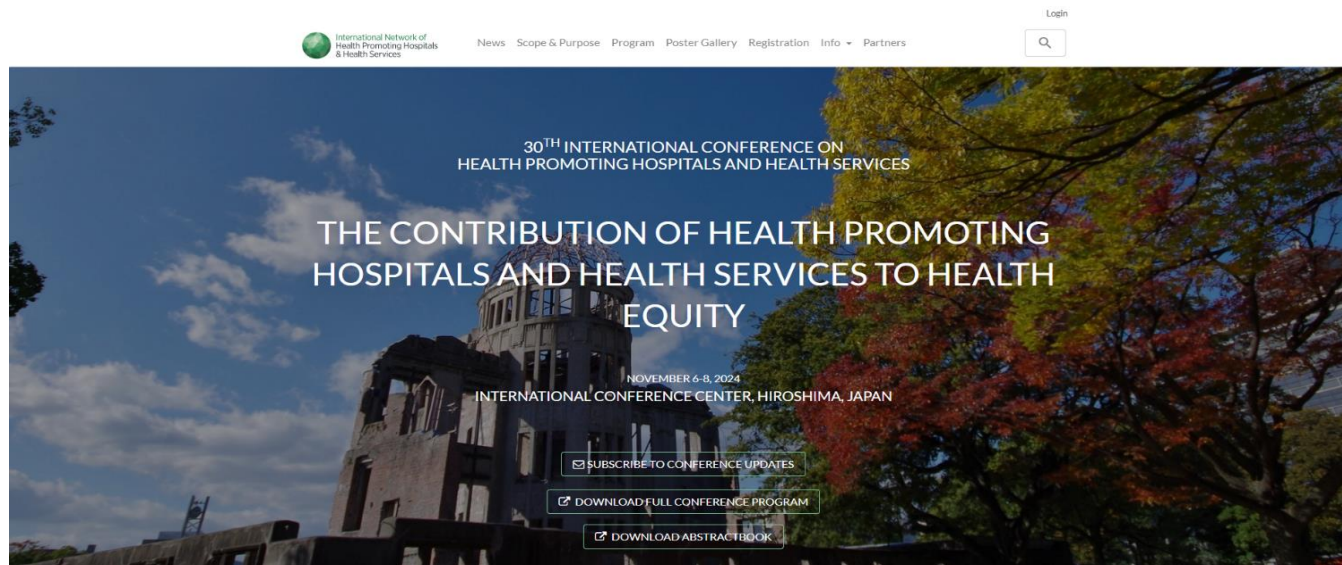 Login
International Network of
Health Promoting Hospitals
& Health Services
News Scope & Purpose Program Poster Gallery Registration Info Partners
30TH INTERNATIONAL CONFERENCE ON
HEALTH PROMOTING HOSPITALS AND HEALTH SERVICES
THE CONTRIBUTION OF HEALTH PROMOTING
HOSPITALS AND HEALTH SERVICES TO HEALTH
EQUITY
NOVEMBER 6-8, 2024
INTERNATIONAL CONFERENCE CENTER, HIROSHIMA, JAPAN
SUBSCRIBE TO CONFERENCE UPDATES
DOWNLOAD FULL CONFERENCE PROGRAM
DOWNLOAD ABSTRACTBOOK